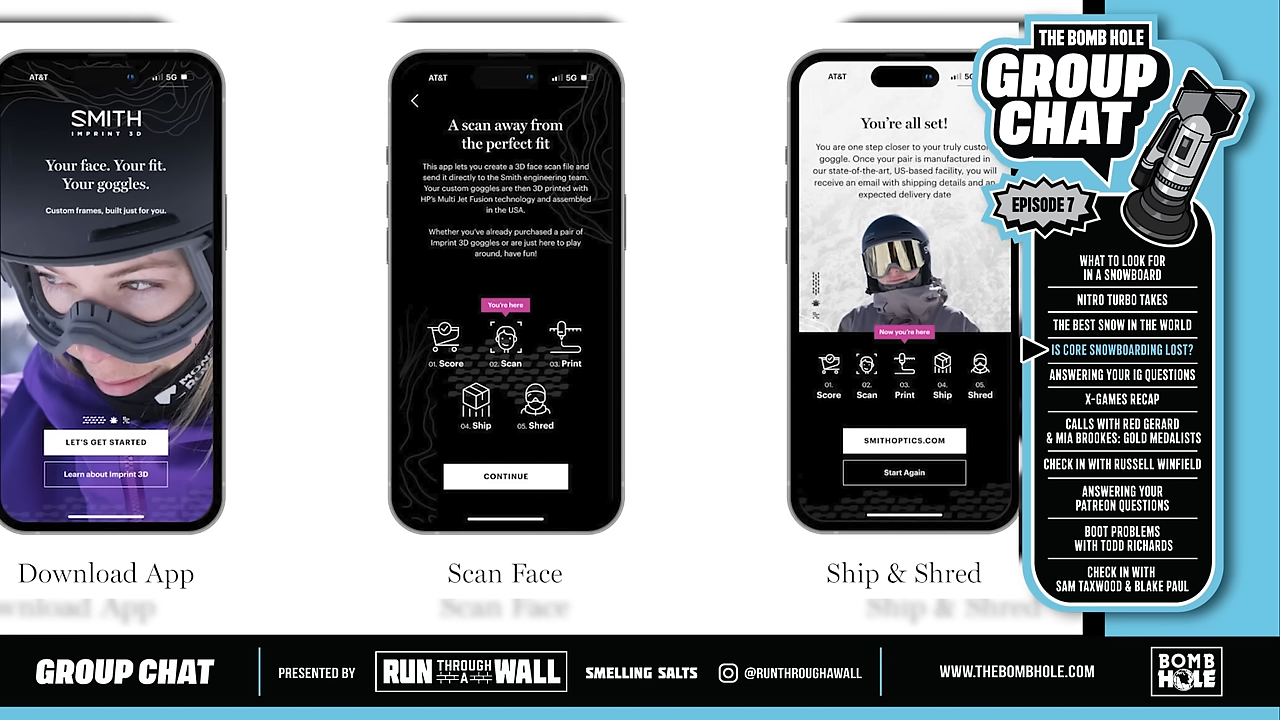 AT&T
5G
SMITH
IMPRINT 3D
Your face. Your fit.
Your goggles.
Custom frames, built just for you.
LET'S GET STARTED
Learn about Imprint 3D
Download App
AT&T
5G
A scan away from
the perfect fit
This app lets you create a 3D face scan file and
send it directly to the Smith engineering team.
Your custom goggles are then 3D printed with
HP's Multi Jet Fusion technology and assembled
in the USA.
Whether you've already purchased a pair of
Imprint 3D goggles or are just here to play
around, have fun!
You're here
01. Score
02. Scan
03. Print
04. Ship
05. Shred
CONTINUE
Scan Face
AT&T
5G
You're all set!
You are one step closer to your truly custom
goggle. Once your pair is manufactured in
our state-of-the-art, US-based facility, you will
receive an email with shipping details and an
expected delivery date
Now you're here
01.
Score
02.
Scan
03.
Print
04.
Ship
05.
Shred
SMITHOPTICS.COM
Start Again
Ship & Shred
THE BOMB HOLE
GROUP
CHAT
EPISODE 7
WHAT TO LOOK FOR
IN A SNOWBOARD
NITRO TURBO TAKES
THE BEST SNOW IN THE WORLD
IS CORE SNOWBOARDING LOST?
ANSWERING YOUR IG QUESTIONS
X-GAMES RECAP
CALLS WITH RED GERARD
& MIA BROOKES: GOLD MEDALISTS
CHECK IN WITH RUSSELL WINFIELD
ANSWERING YOUR
PATREON QUESTIONS
BOOT PROBLEMS
WITH TODD RICHARDS
CHECK IN WITH
SAM TAXWOOD & BLAKE PAUL
GROUP CHAT
PRESENTED BY
RUN THROUGH A WALL
SMELLING SALTS
@RUNTHROUGHAWALL
WWW.THEBOMBHOLE.COM
BOMB
HOLE